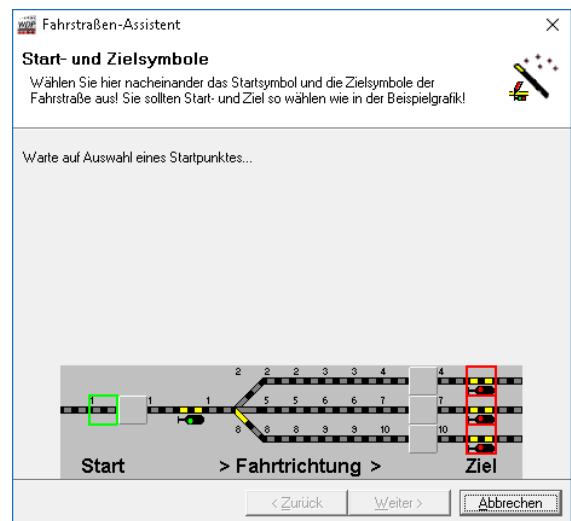 WDP Fahrstraßen-Assistent
Start- und Zielsymbole
Wählen Sie hier nacheinander das Startsymbol und die Zielsymbole der
Fahrstraße aus! Sie sollten Start- und Ziel so wählen wie in der Beispielgrafik!
Warte auf Auswahl eines Startpunktes...
2 2 2 3 3 4 4
1 1 1 5 5 6 6 7 7
8 8 8 9 9 10 10
Start > Fahrtrichtung > Ziel
< Zurück Weiter > Abbrechen